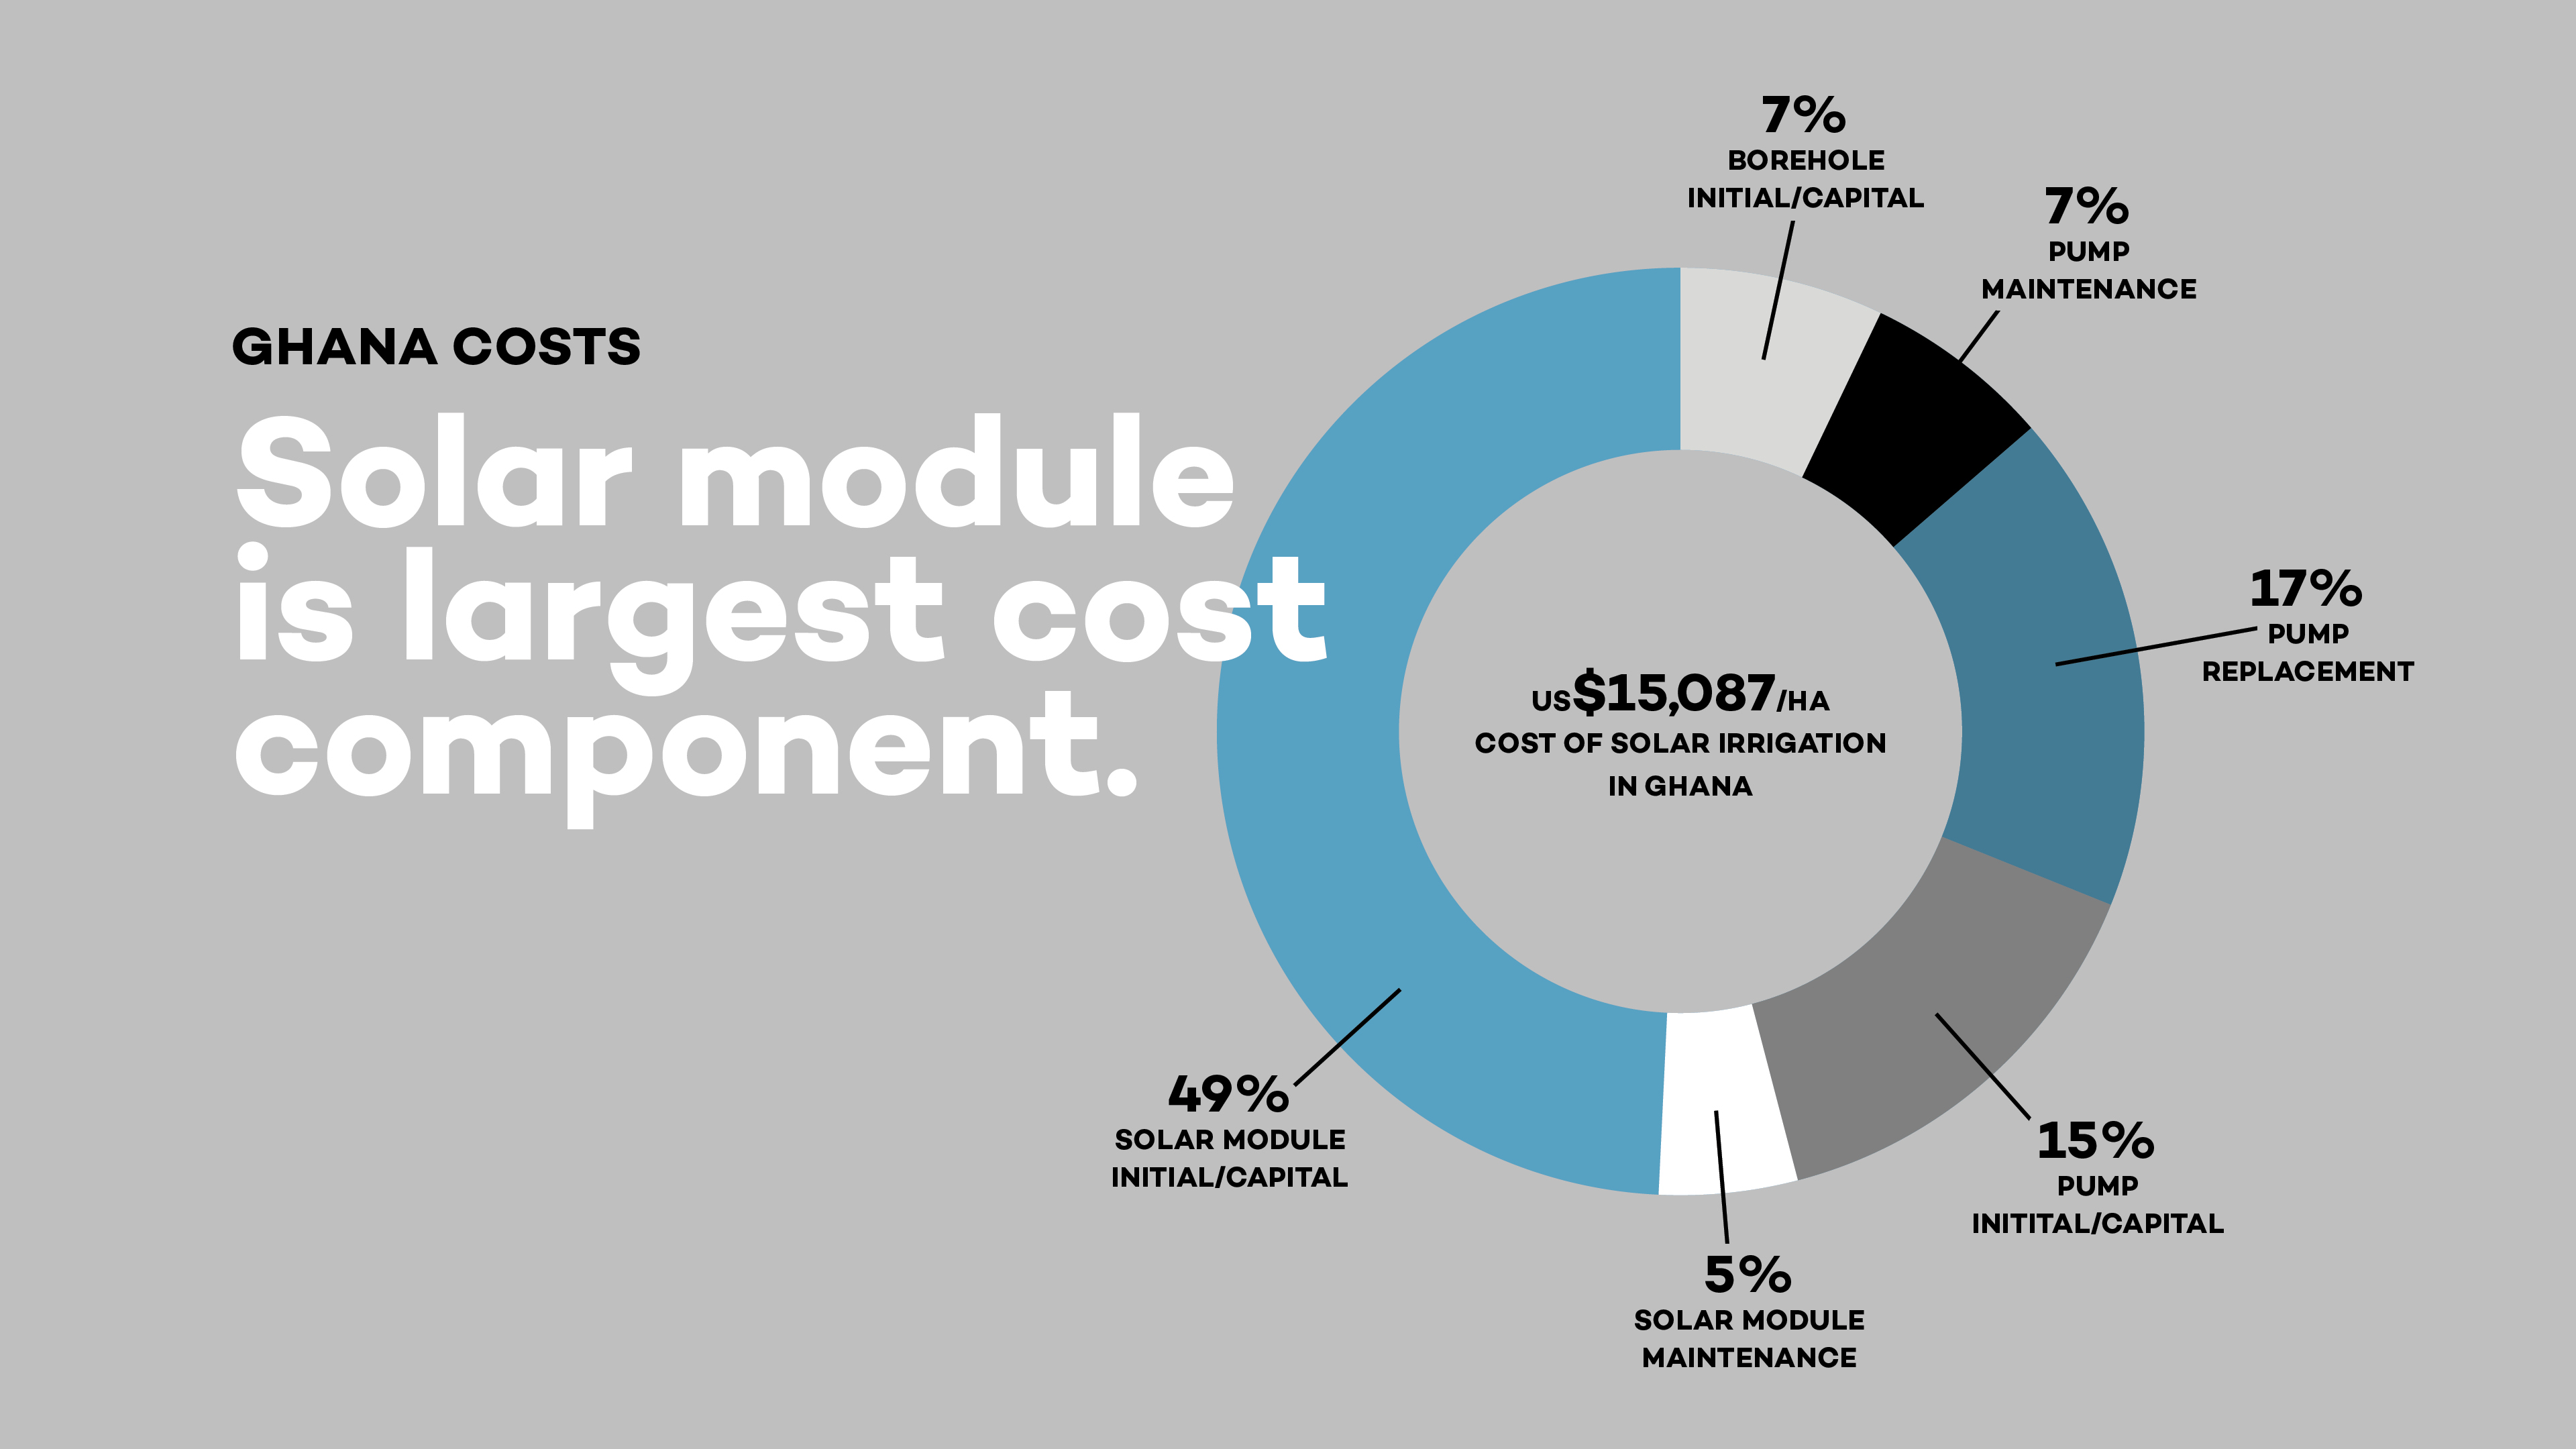 GHANA COSTS
Solar module
is largest cost
component.
7%
BOREHOLE
INITIAL/CAPITAL
7%
PUMP
MAINTENANCE
17%
PUMP
REPLACEMENT
US$15,087/HA
COST OF SOLAR IRRIGATION
IN GHANA
49%
SOLAR MODULE
INITIAL/CAPITAL
15%
PUMP
INITITAL/CAPITAL
5%
SOLAR MODULE
MAINTENANCE